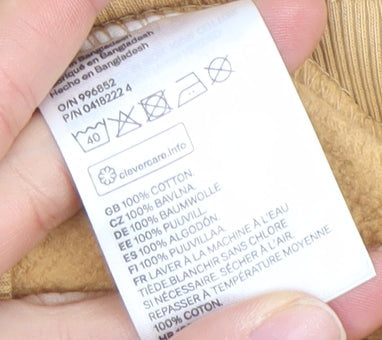 Fabriqué en Bangladesh
Hecho en Bangladesh
O/N 996852
P/N 0418222 4
40
clevercare.info
GB 100% COTTON.
CZ 100% BAVLNA.
DE 100% BAUMWOLLE
EE 100% PUUVILL.
ES 100% ALGODÓN.
FI 100% PUUVILLAA.
FR LAVER A LA MACHINE À L'EAU
TIÈDE.BLANCHIR SANS CHLORE
SI NÉCESSAIRE. SÉCHER À L'AIR.
REPASSER À TEMPÉRATURE MOYENNE.
100% COTON.